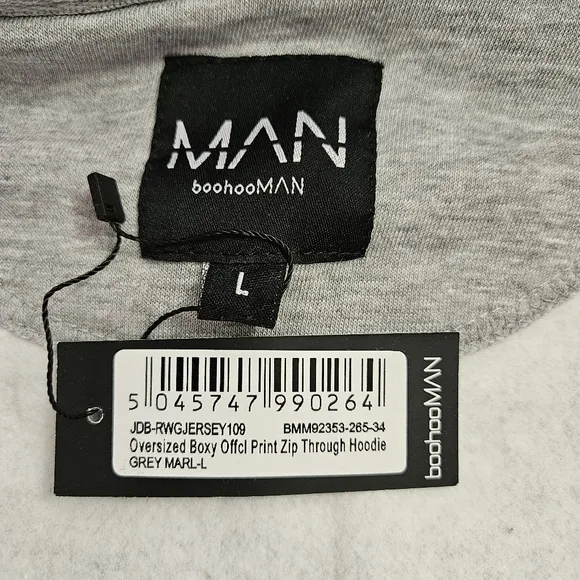 MAN
boohooMAN
L
5 045747 990264
JDB-RWGJERSEY109 BMM92353-265-34
Oversized Boxy Offcl Print Zip Through Hoodie
GREY MARL-L
boohooMAN